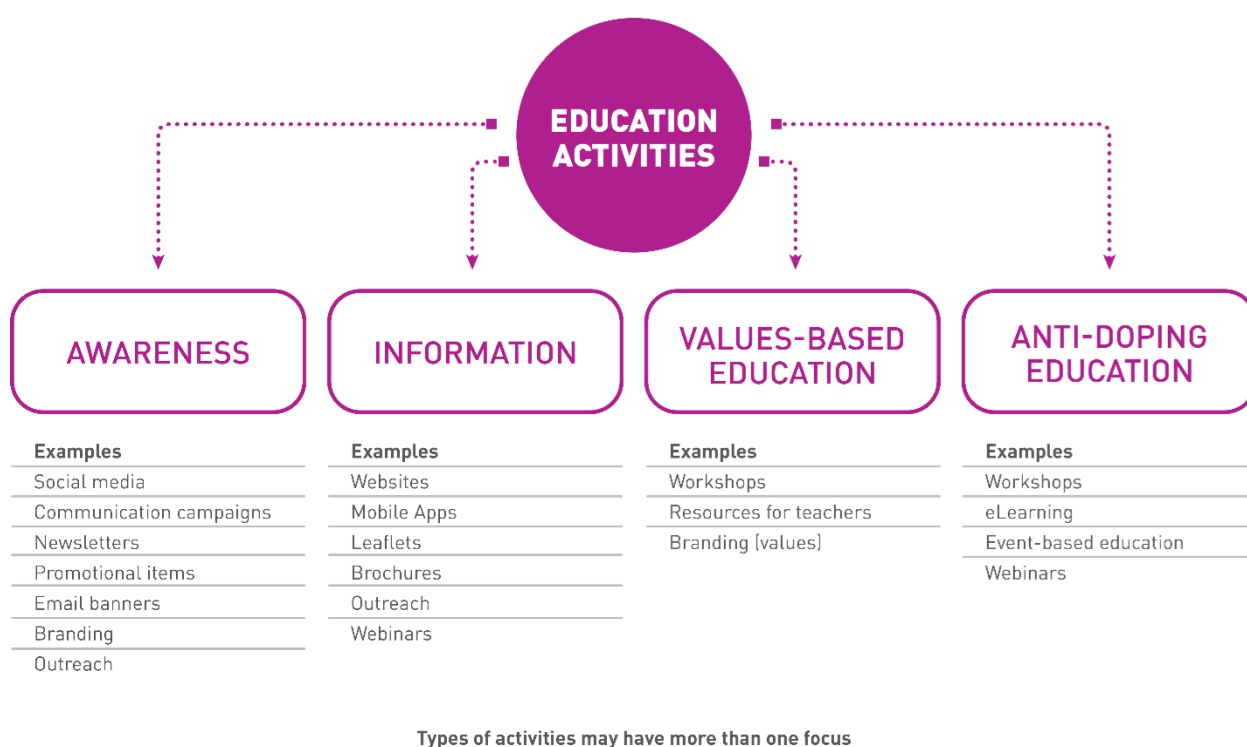 EDUCATION
ACTIVITIES
AWARENESS
INFORMATION
VALUES-BASED
EDUCATION
ANTI-DOPING
EDUCATION
Examples
Social media
Communication campaigns
Newsletters
Promotional items
Email banners
Branding
Outreach
Examples
Websites
Mobile Apps
Leaflets
Brochures
Outreach
Webinars
Examples
Workshops
Resources for teachers
Branding (values)
Examples
Workshops
eLearning
Event-based education
Webinars
Types of activities may have more than one focus